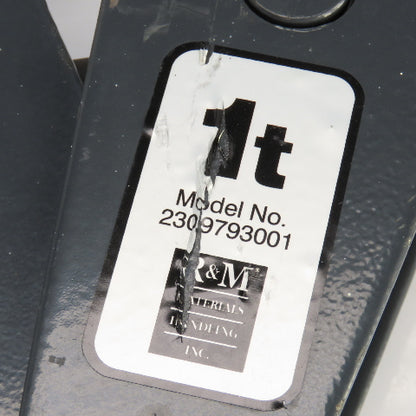 1t
Model No.
2309793001
R&M
MATERIALS
HANDLING
INC.